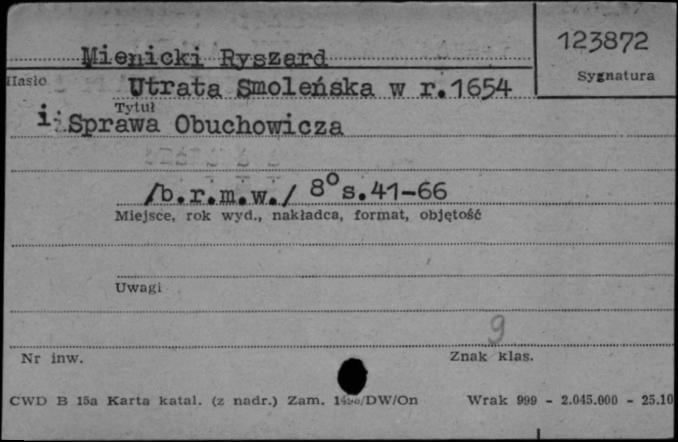 Mienicki Ryszard
123872
Hasło
Sygnatura
Utrata Smoleńska w r.1654
Tytuł
i Sprawa Obuchowicza
/b.r.m.w./ 8° s.41-66
Miejsce, rok wyd., nakładca, format, objętość
Uwagi
9
Nr inw.
Znak klas.
CWD B 15a Karta katal. (z nadr.) Zam. /DW/On
Wrak 999 - 2.045.000 - 25.10